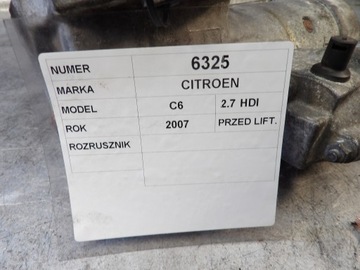 NUMER 6325
MARKA CITROEN
MODEL C6 2.7 HDI
ROK 2007 PRZED LIFT.
ROZRUSZNIK